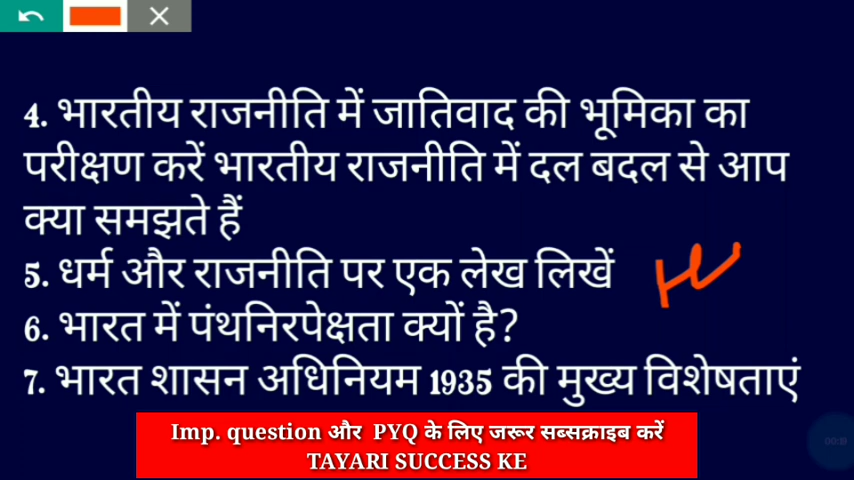 4. भारतीय राजनीति में जातिवाद की भूमिका का
परीक्षण करें भारतीय राजनीति में दल बदल से आप
क्या समझते हैं
5. धर्म और राजनीति पर एक लेख लिखें
6. भारत में पंथनिरपेक्षता क्यों है?
7. भारत शासन अधिनियम 1935 की मुख्य विशेषताएं
Imp. question और PYQ के लिए जरूर सब्सक्राइब करें
TAYARI SUCCESS KE